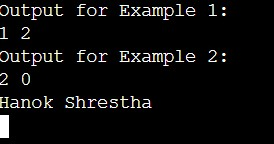 Output for Example 1:
1 2
Output for Example 2:
2 0
Hanok Shrestha